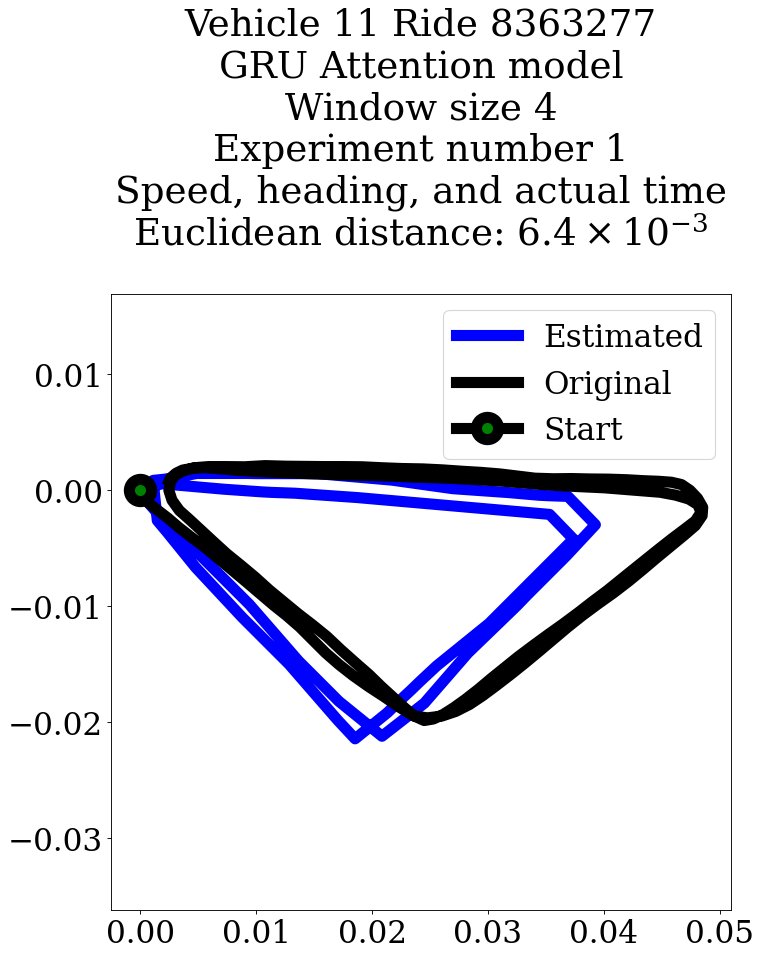 Vehicle 11 Ride 8363277
GRU Attention model
Window size 4
Experiment number 1
Speed, heading, and actual time
Euclidean distance: 6.4 × 10⁻³
Estimated
Original
Start
0.01
0.00
−0.01
−0.02
−0.03
0.00 0.01 0.02 0.03 0.04 0.05